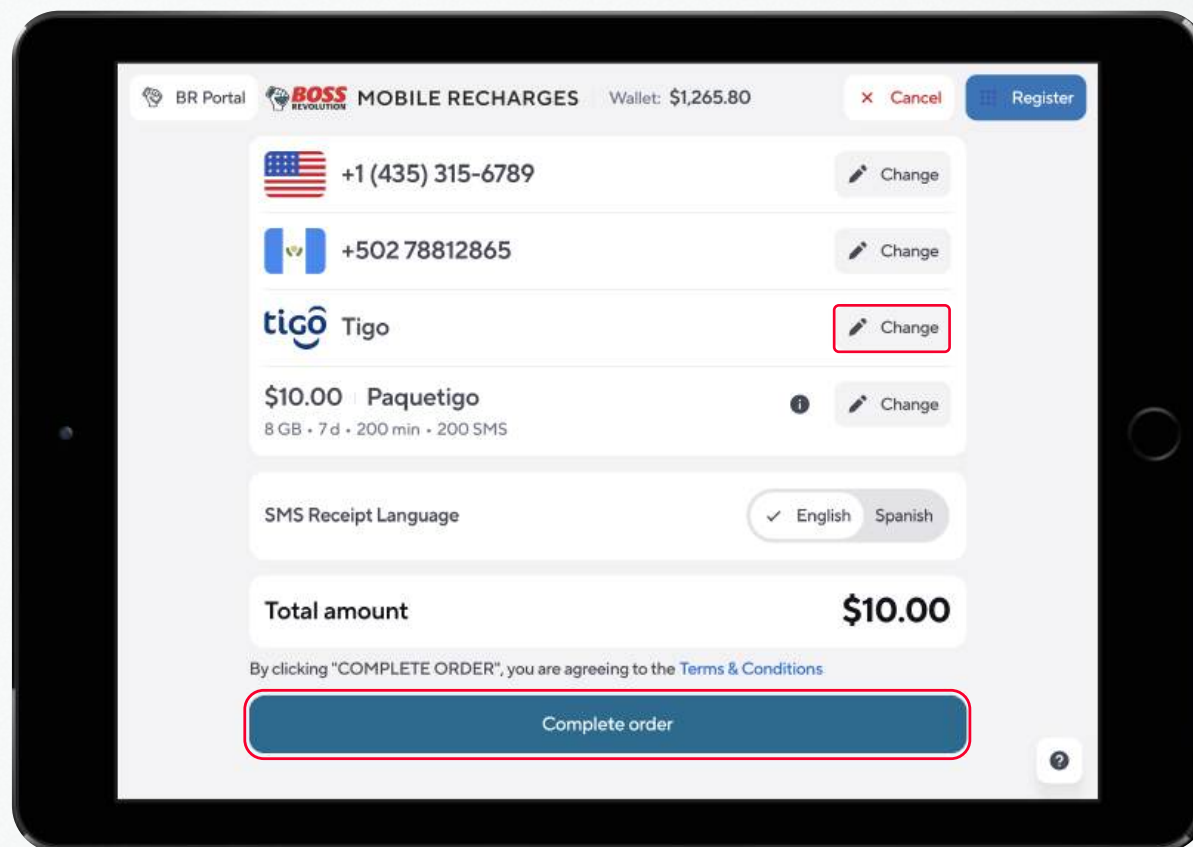 BR Portal BOSS REVOLUTION MOBILE RECHARGES Wallet: $1,265.80 Cancel Register
+1 (435) 315-6789 Change
+502 78812865 Change
tigo Tigo Change
$10.00 Paquetigo Change
8 GB • 7 d • 200 min • 200 SMS
SMS Receipt Language English Spanish
Total amount $10.00
By clicking "COMPLETE ORDER", you are agreeing to the Terms & Conditions
Complete order